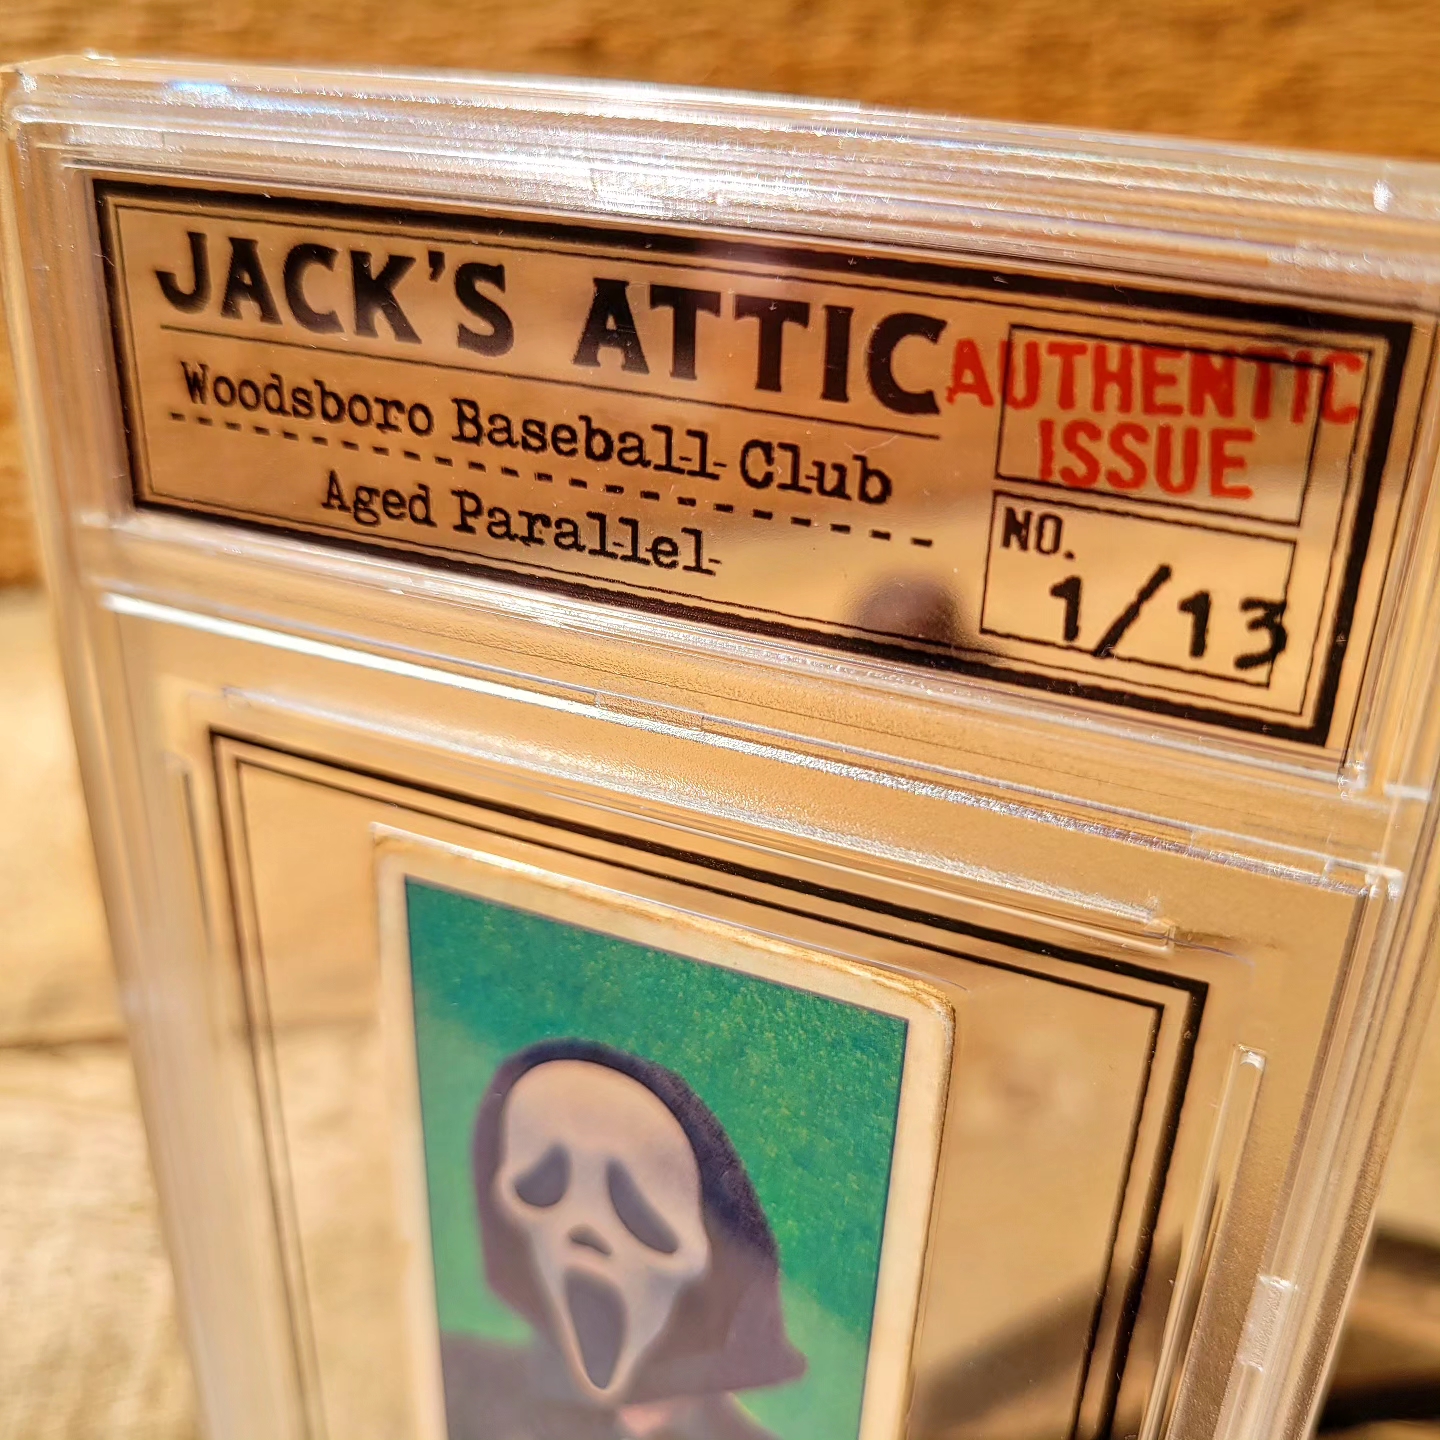 JACK'S ATTIC
Woodsboro Baseball Club
Aged Parallel
AUTHENTIC
ISSUE
NO.
1/13